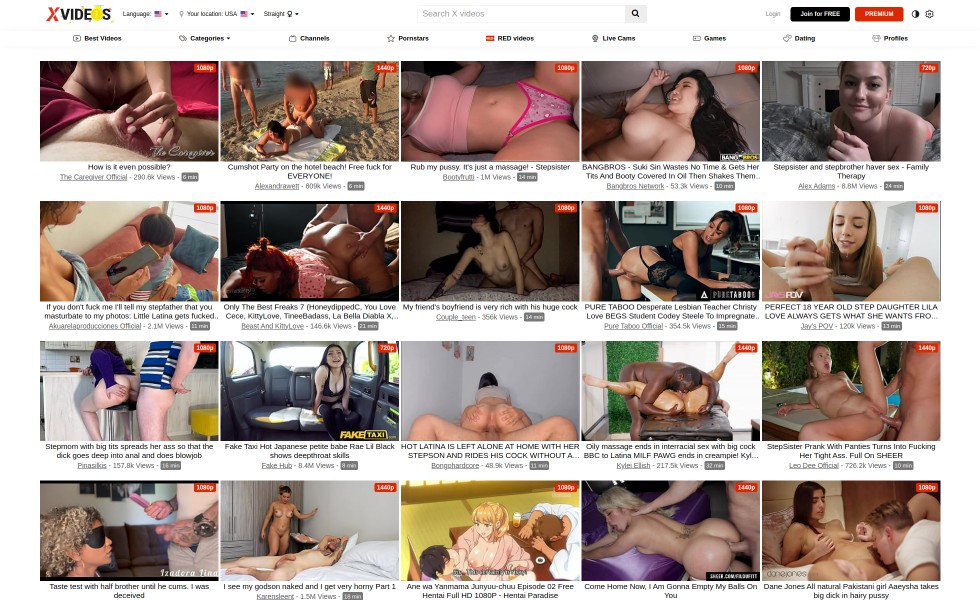 XVIDEOS Language: Your location: USA Straight Search X videos Login Join for FREE PREMIUM
Best Videos Categories Channels Pornstars RED videos Live Cams Games Dating Profiles
1080p 1440p 1080p 1080p 720p
The Caregiver BANGBROS
How is it even possible?
The Caregiver Official - 290.6k Views - 6 min
Cumshot Party on the hotel beach! Free fuck for
EVERYONE!
Alexandrawett - 809k Views - 6 min
Rub my pussy. It's just a massage! - Stepsister
Bootyfrutti - 1M Views - 14 min
BANGBROS - Suki Sin Wastes No Time & Gets Her
Tits And Booty Covered In Oil Then Shakes Them..
Bangbros Network - 53.3k Views - 10 min
Stepsister and stepbrother haver sex - Family
Therapy
Alex Adams - 8.8M Views - 24 min
1080p 1440p 1080p 1080p 1080p
PURETABOO JAYSPOV
If you don't fuck me I'll tell my stepfather that you
masturbate to my photos: Little Latina gets fucked..
Akuarelaproducciones Official - 2.1M Views - 11 min
Only The Best Freaks 7 (HoneydippedC, You Love
Cece, KittyLove, TineeBadass, La Bella Diabla X,..
Beast And KittyLove - 146.6k Views - 21 min
My friend's boyfriend is very rich with his huge cock
Couple_teen - 356k Views - 14 min
PURE TABOO Desperate Lesbian Teacher Christy
Love BEGS Student Codey Steele To Impregnate..
Pure Taboo Official - 354.5k Views - 15 min
PERFECT 18 YEAR OLD STEP DAUGHTER LILA
LOVE ALWAYS GETS WHAT SHE WANTS FRO...
Jay's POV - 120k Views - 13 min
1080p 720p 1080p 1440p 1440p
FAKE TAXI
Stepmom with big tits spreads her ass so that the
dick goes deep into anal and does blowjob
Pinasilkis - 157.8k Views - 16 min
Fake Taxi Hot Japanese petite babe Rae Lil Black
shows deepthroat skills
Fake Hub - 8.4M Views - 8 min
HOT LATINA IS LEFT ALONE AT HOME WITH HER
STEPSON AND RIDES HIS COCK WITHOUT A...
Bongohardcore - 48.9k Views - 11 min
Oily massage ends in interracial sex with big cock
BBC to Latina MILF PAWG ends in creampie! Kyl...
Kylei Ellish - 217.5k Views - 32 min
StepSister Prank With Panties Turns Into Fucking
Her Tight Ass. Full On SHEER
Leo Dee Official - 726.2k Views - 10 min
1080p 1440p 1080p 1440p 1080p
Izadora Lina
danejones
Taste test with half brother until he cums. I was
deceived
I see my godson naked and I get very horny Part 1
Karensleent - 1.5M Views - 18 min
Ane wa Yanmama Junyuu-chuu Episode 02 Free
Hentai Full HD 1080P - Hentai Paradise
Come Home Now, I Am Gonna Empty My Balls On
You
Dane Jones All natural Pakistani girl Aaeysha takes
big dick in hairy pussy